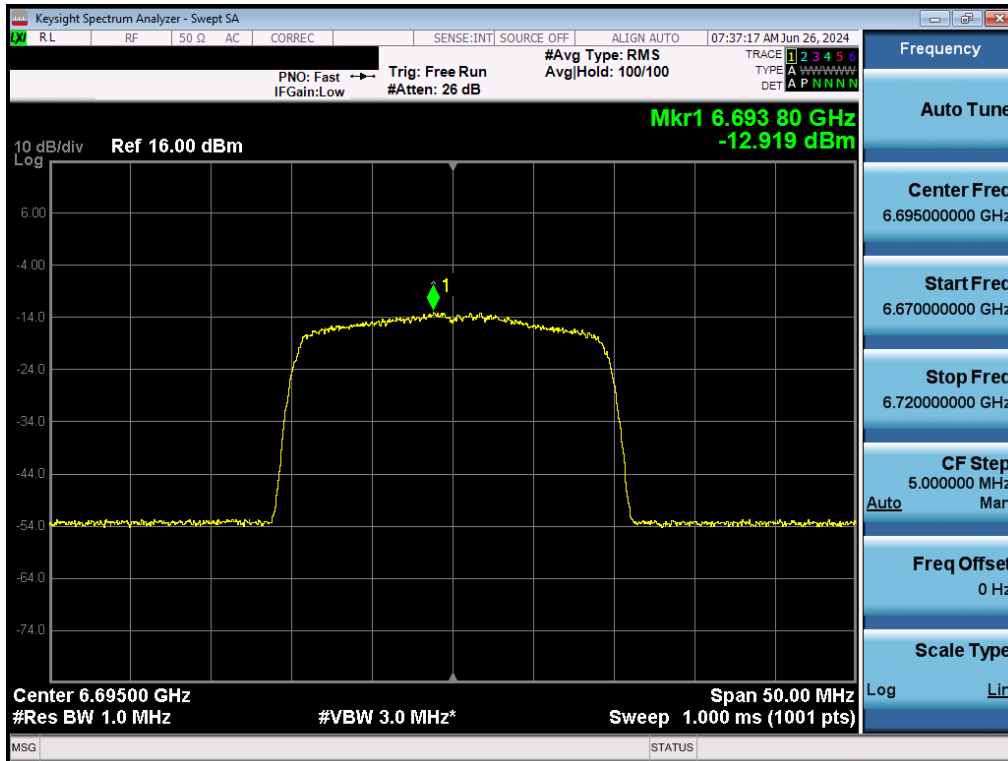 Keysight Spectrum Analyzer - Swept SA
LXI RL RF 50 Ω AC CORREC SENSE:INT SOURCE OFF ALIGN AUTO 07:37:17 AM Jun 26, 2024
PNO: Fast
IFGain:Low
Trig: Free Run
#Atten: 26 dB
#Avg Type: RMS
Avg|Hold: 100/100
TRACE 1 2 3 4 5 6
TYPE A WWWWW
DET A P N N N N
Mkr1 6.693 80 GHz
-12.919 dBm
10 dB/div Ref 16.00 dBm
Log
6.00
-4.00
1
-14.0
-24.0
-34.0
-44.0
-54.0
-64.0
-74.0
Center 6.69500 GHz Span 50.00 MHz
#Res BW 1.0 MHz #VBW 3.0 MHz* Sweep 1.000 ms (1001 pts)
MSG STATUS
Frequency
Auto Tune
Center Freq
6.695000000 GHz
Start Freq
6.670000000 GHz
Stop Freq
6.720000000 GHz
CF Step
5.000000 MHz
Auto Man
Freq Offset
0 Hz
Scale Type
Log Lin